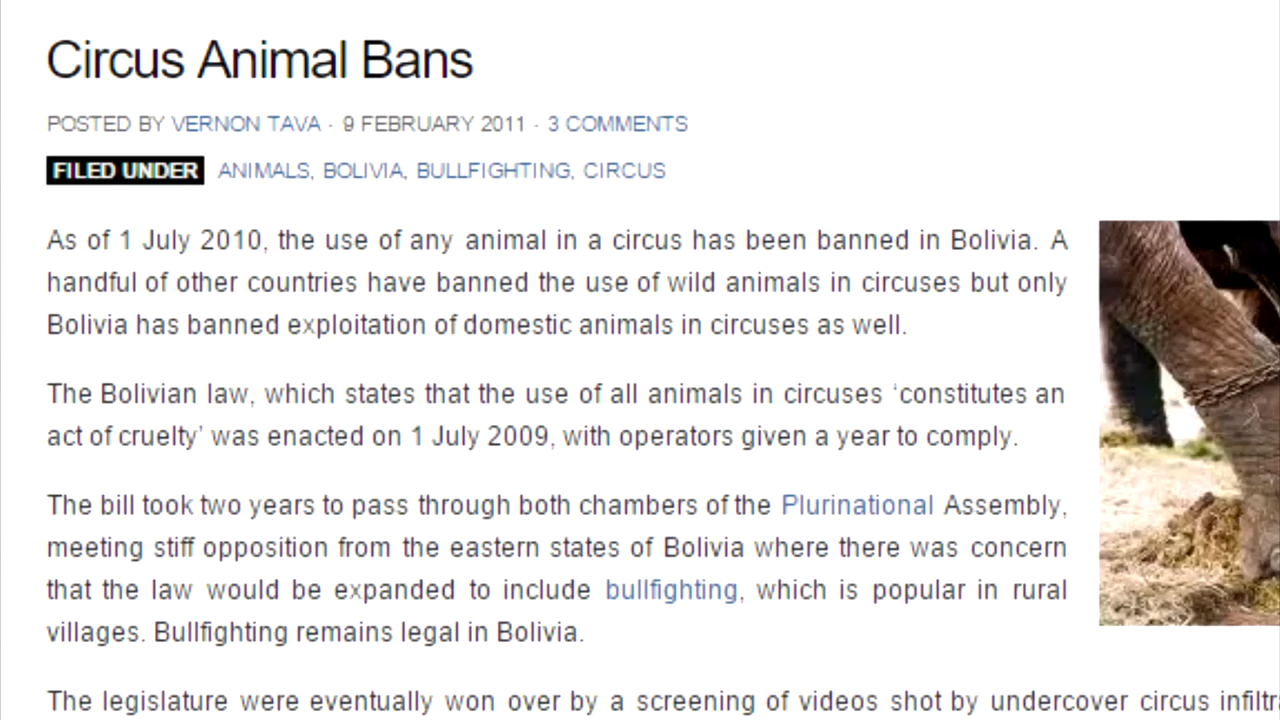 Circus Animal Bans
POSTED BY VERNON TAVA · 9 FEBRUARY 2011 · 3 COMMENTS
FILED UNDER ANIMALS, BOLIVIA, BULLFIGHTING, CIRCUS
As of 1 July 2010, the use of any animal in a circus has been banned in Bolivia. A
handful of other countries have banned the use of wild animals in circuses but only
Bolivia has banned exploitation of domestic animals in circuses as well.
The Bolivian law, which states that the use of all animals in circuses ‘constitutes an
act of cruelty’ was enacted on 1 July 2009, with operators given a year to comply.
The bill took two years to pass through both chambers of the Plurinational Assembly,
meeting stiff opposition from the eastern states of Bolivia where there was concern
that the law would be expanded to include bullfighting, which is popular in rural
villages. Bullfighting remains legal in Bolivia.
The legislature were eventually won over by a screening of videos shot by undercover circus